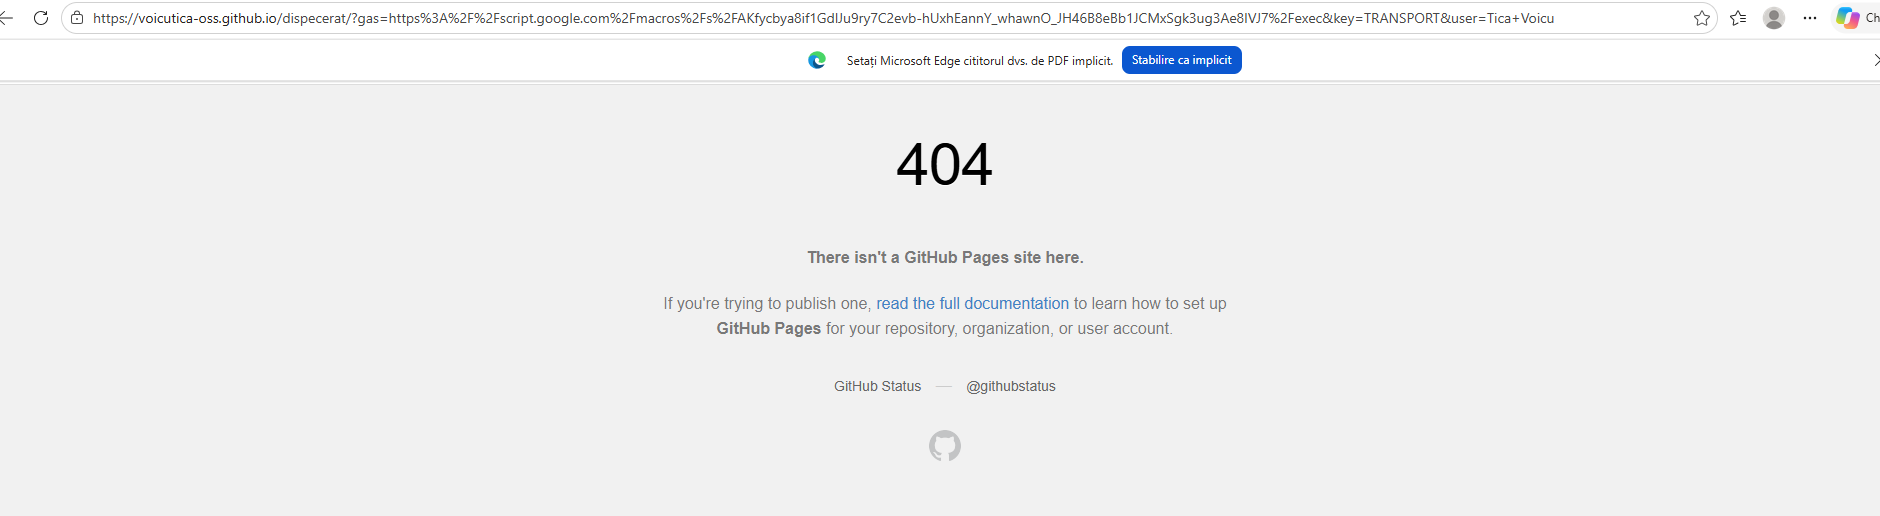 https://voicutica-oss.github.io/dispecerat/?gas=https%3A%2F%2Fscript.google.com%2Fmacros%2Fs%2FAKfycbya8if1GdIJu9ry7C2evb-hUxhEannY_whawnO_JH46B8eBb1JCMxSgk3ug3Ae8IVJ7%2Fexec&key=TRANSPORT&user=Tica+Voicu
Ch
Setați Microsoft Edge cititorul dvs. de PDF implicit.
Stabilire ca implicit
404
There isn't a GitHub Pages site here.
If you're trying to publish one, read the full documentation to learn how to set up
GitHub Pages for your repository, organization, or user account.
GitHub Status — @githubstatus